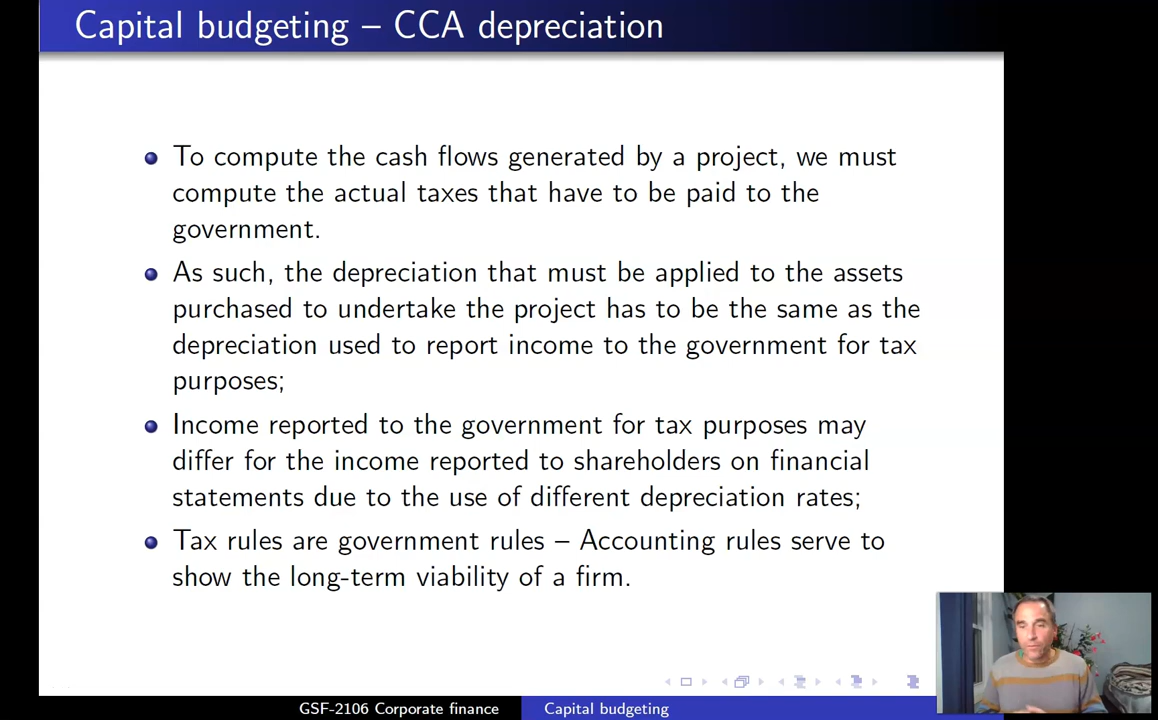 Capital budgeting – CCA depreciation
To compute the cash flows generated by a project, we must
compute the actual taxes that have to be paid to the
government.
As such, the depreciation that must be applied to the assets
purchased to undertake the project has to be the same as the
depreciation used to report income to the government for tax
purposes;
Income reported to the government for tax purposes may
differ for the income reported to shareholders on financial
statements due to the use of different depreciation rates;
Tax rules are government rules – Accounting rules serve to
show the long-term viability of a firm.
GSF-2106 Corporate finance
Capital budgeting